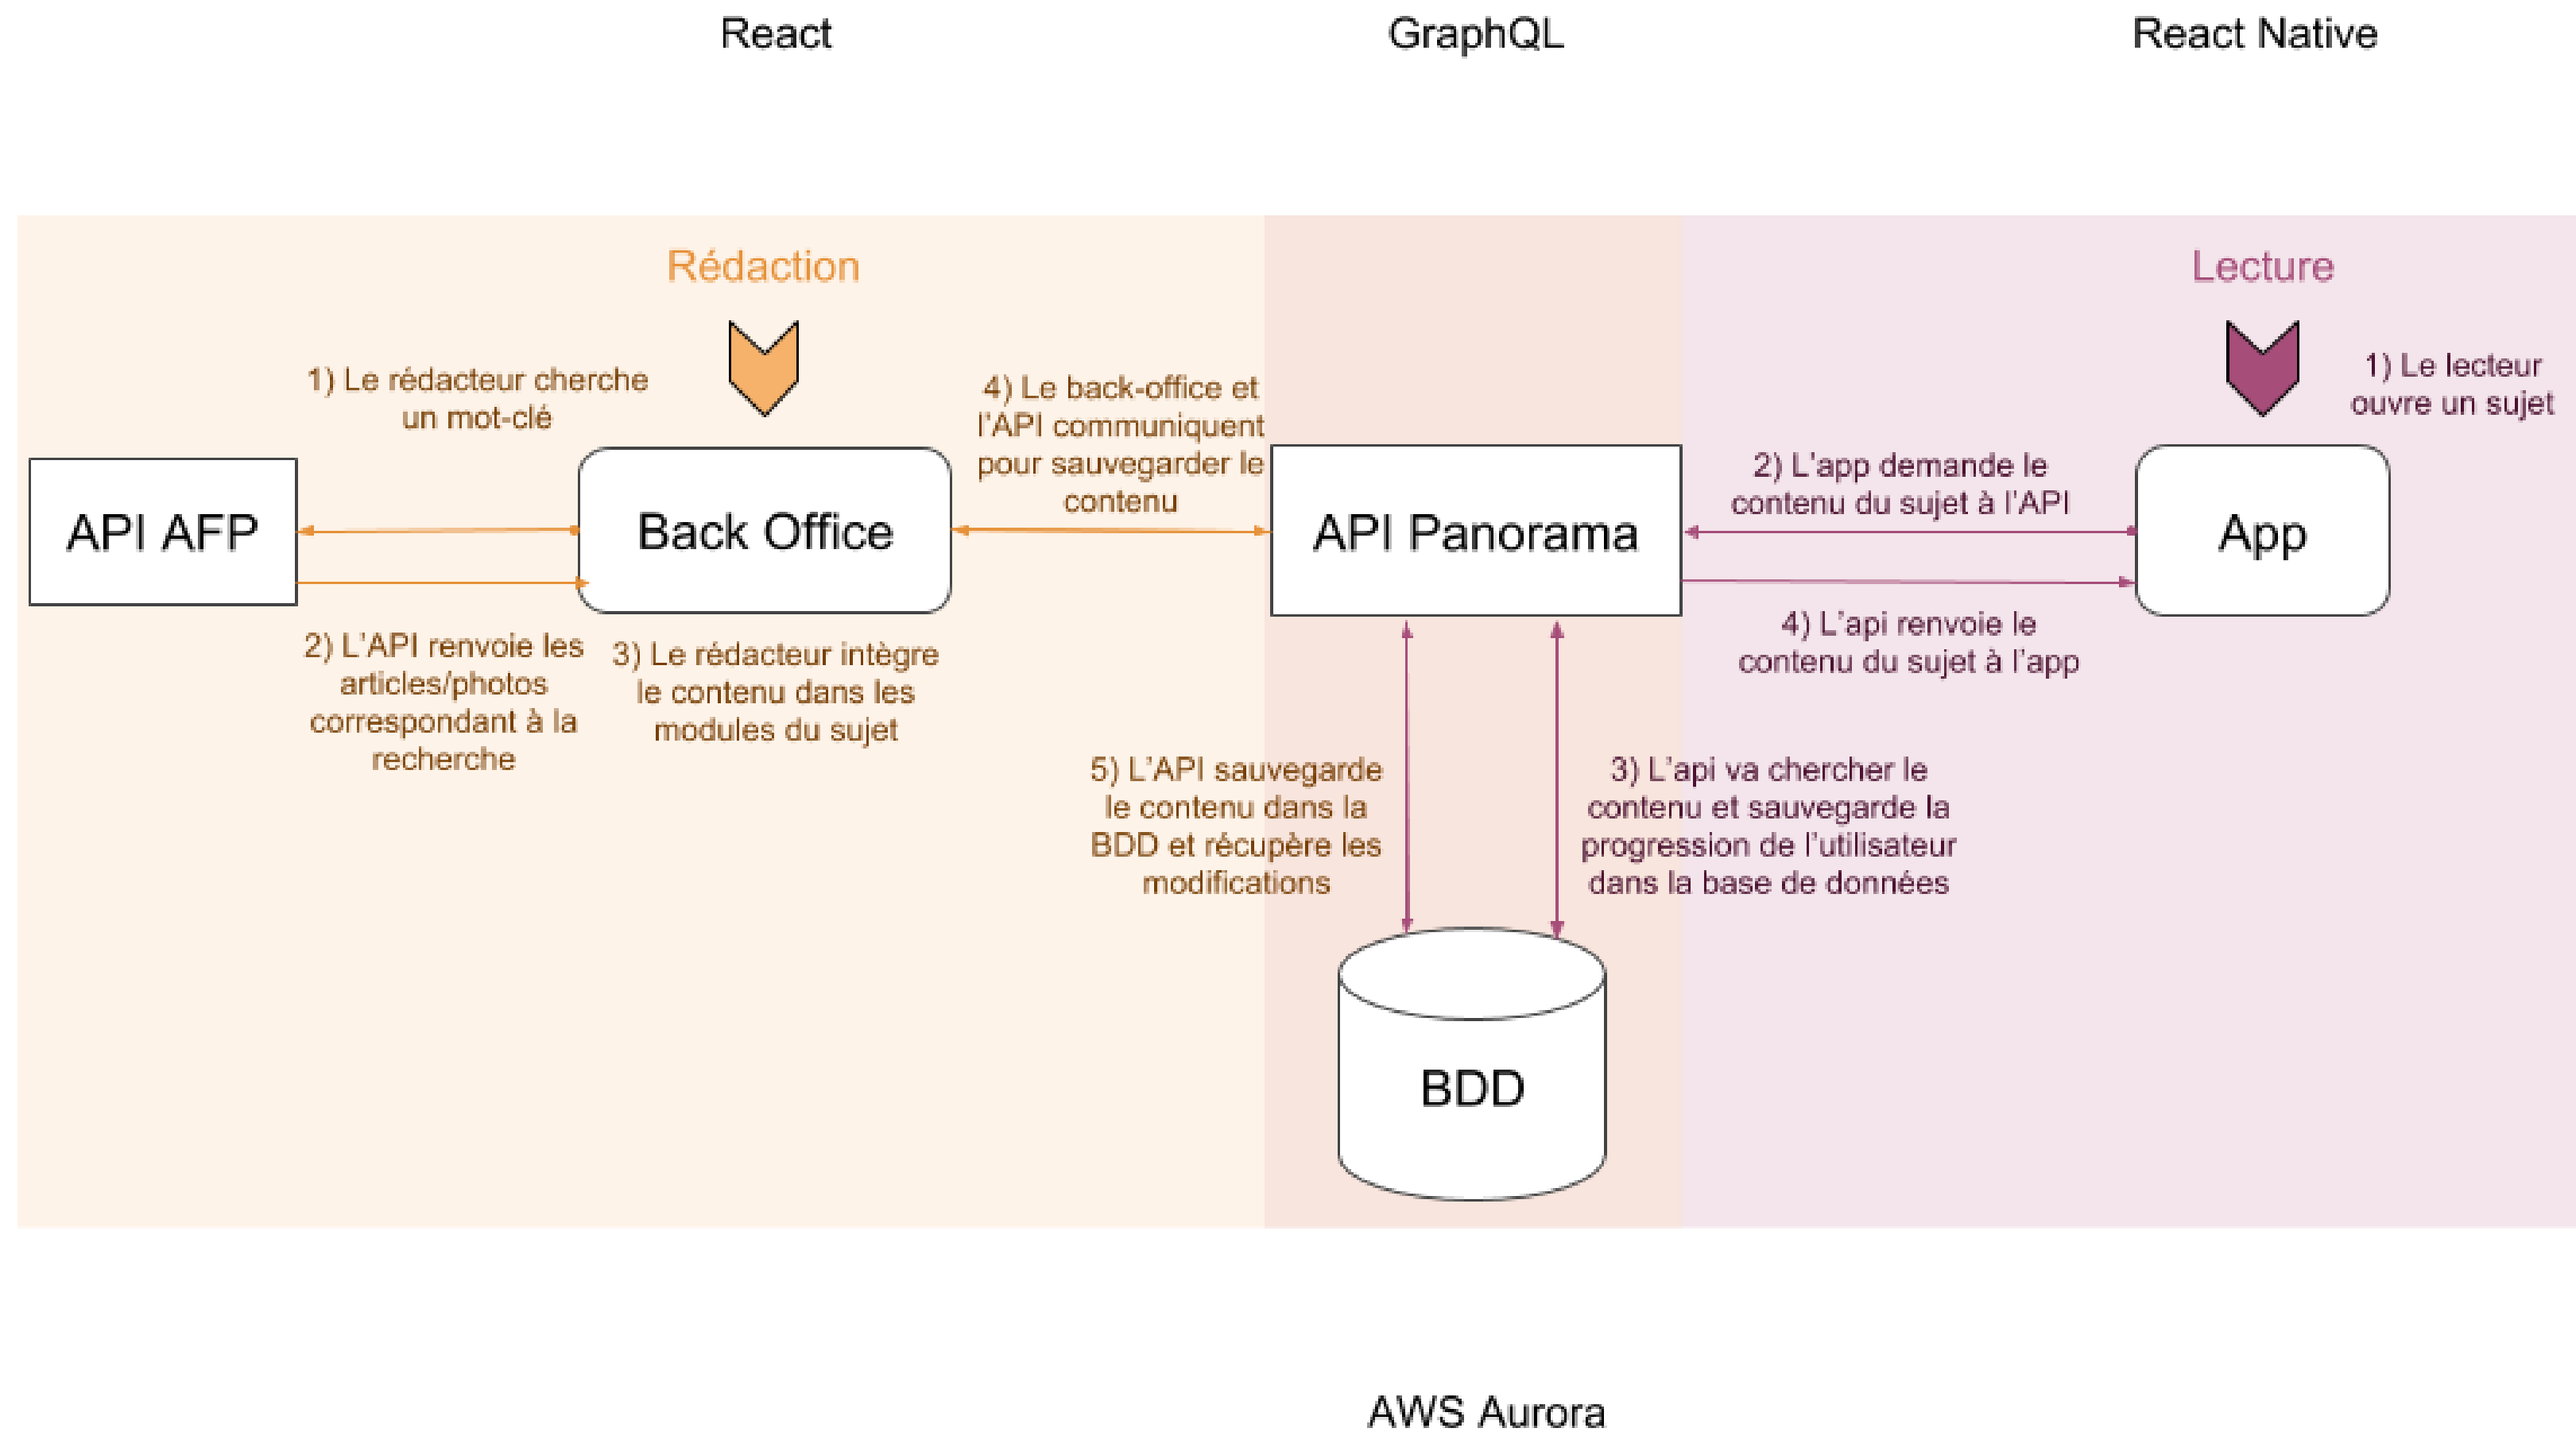 React
GraphQL
React Native
Rédaction
Lecture
1) Le rédacteur cherche
un mot-clé
4) Le back-office et
l'API communiquent
pour sauvegarder le
contenu
1) Le lecteur
ouvre un sujet
2) L'app demande le
contenu du sujet à l'API
API AFP
Back Office
API Panorama
App
2) L'API renvoie les
articles/photos
correspondant à la
recherche
3) Le rédacteur intègre
le contenu dans les
modules du sujet
4) L'api renvoie le
contenu du sujet à l'app
5) L'API sauvegarde
le contenu dans la
BDD et récupère les
modifications
3) L'api va chercher le
contenu et sauvegarde la
progression de l'utilisateur
dans la base de données
BDD
AWS Aurora